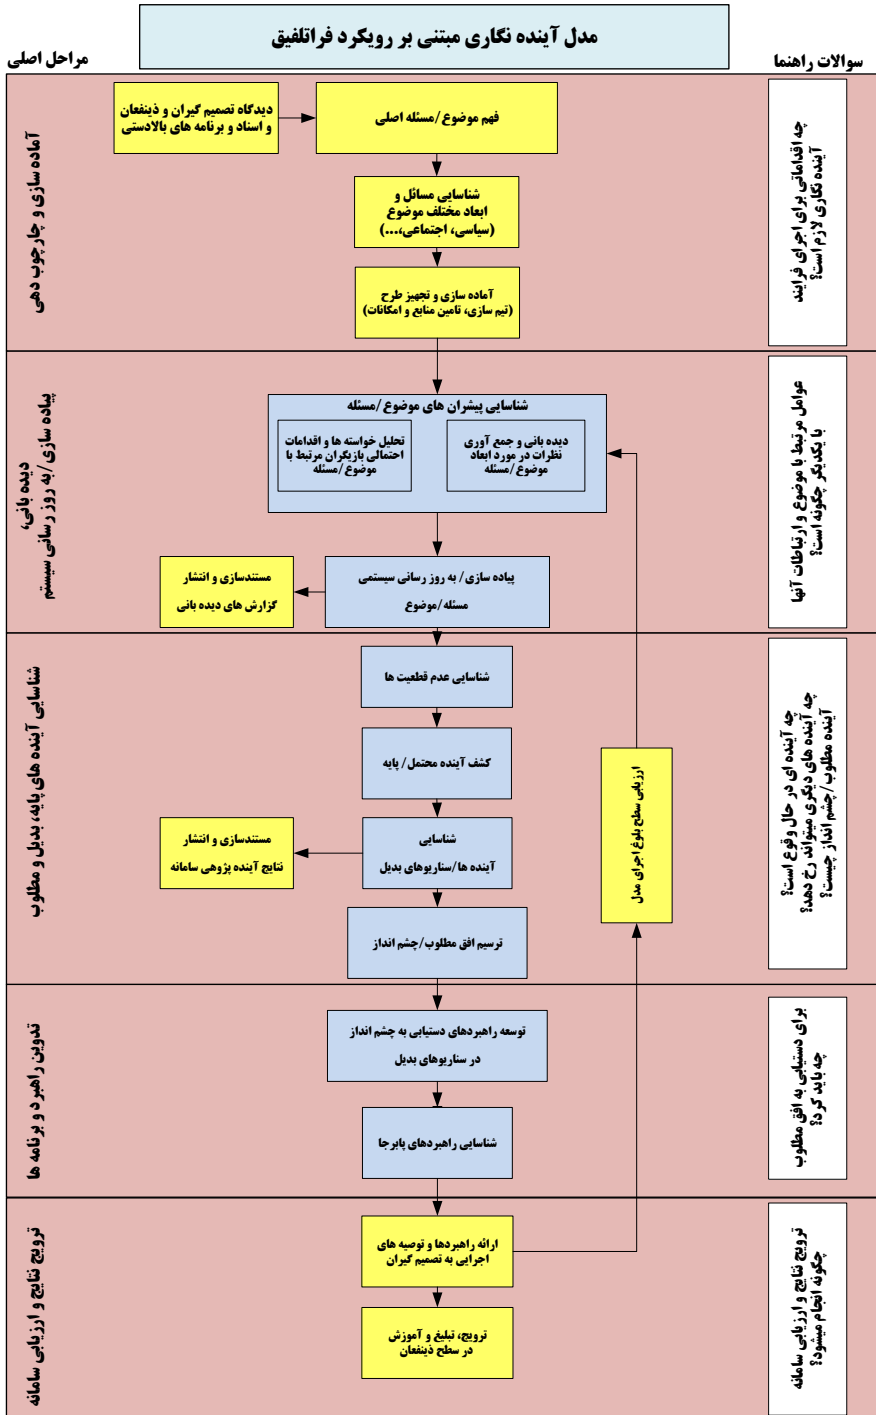 مدل آینده نگاری مبتنی بر رویکرد فراتلفیق
سوالات راهنما
مراحل اصلی
چه اقداماتی برای اجرای فرایند
آینده نگاری لازم است؟
فهم موضوع/مسئله اصلی
دیدگاه تصمیم گیران و ذینفعان
و اسناد و برنامه های بالادستی
شناسایی مسائل و
ابعاد مختلف موضوع
(سیاسی، اجتماعی،...)
آماده سازی و تجهیز طرح
(تیم سازی، تامین منابع و امکانات)
آماده سازی و چارچوب دهی
عوامل مرتبط با موضوع و ارتباطات آنها
با یکدیگر چگونه است؟
شناسایی پیشران های موضوع/مسئله
دیده بانی و جمع آوری
نظرات در مورد ابعاد
موضوع/مسئله
تحلیل خواسته ها و اقدامات
احتمالی بازیگران مرتبط با
موضوع/مسئله
پیاده سازی/ به روز رسانی سیستمی
مسئله/موضوع
مستندسازی و انتشار
گزارش های دیده بانی
دیده بانی،
پیاده سازی/به روز رسانی سیستم
چه آینده ای در حال وقوع است؟
چه آینده های دیگری میتواند رخ دهد؟
آینده مطلوب/چشم انداز چیست؟
ارزیابی سطح بلوغ اجرای مدل
شناسایی عدم قطعیت ها
کشف آینده محتمل/ پایه
شناسایی
آینده ها/سناریوهای بدیل
مستندسازی و انتشار
نتایج آینده پژوهی سامانه
ترسیم افق مطلوب/چشم انداز
شناسایی آینده های پایه، بدیل و مطلوب
برای دستیابی به افق مطلوب
چه باید کرد؟
توسعه راهبردهای دستیابی به چشم انداز
در سناریوهای بدیل
شناسایی راهبردهای پابرجا
تدوین راهبرد و برنامه ها
ترویج نتایج و ارزیابی سامانه
چگونه انجام میشود؟
ارائه راهبردها و توصیه های
اجرایی به تصمیم گیران
ترویج، تبلیغ و آموزش
در سطح ذینفعان
ترویج نتایج و ارزیابی سامانه